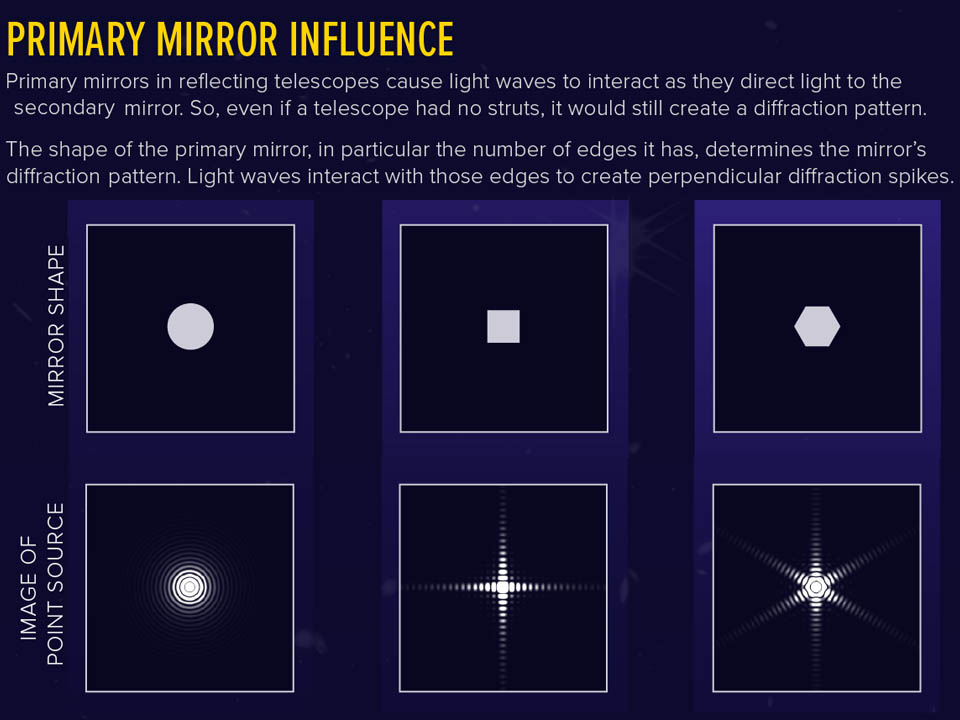 PRIMARY MIRROR INFLUENCE
Primary mirrors in reflecting telescopes cause light waves to interact as they direct light to the
secondary mirror. So, even if a telescope had no struts, it would still create a diffraction pattern.
The shape of the primary mirror, in particular the number of edges it has, determines the mirror’s
diffraction pattern. Light waves interact with those edges to create perpendicular diffraction spikes.
MIRROR SHAPE
IMAGE OF
POINT SOURCE